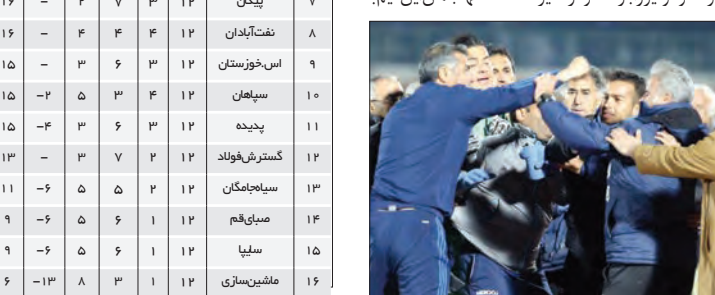 ۷ پیکان ۱۲ ۳ ۷ ۲ – ۱۶
۸ نفت‌آبادان ۱۲ ۴ ۴ ۴ – ۱۶
۹ اس.خوزستان ۱۲ ۳ ۶ ۳ – ۱۵
۱۰ سپاهان ۱۲ ۴ ۳ ۵ –۲ ۱۵
۱۱ پدیده ۱۲ ۳ ۶ ۳ –۴ ۱۵
۱۲ گسترش‌فولاد ۱۲ ۲ ۷ ۳ – ۱۳
۱۳ سیاه‌جامگان ۱۲ ۲ ۵ ۵ –۶ ۱۱
۱۴ صبای‌قم ۱۲ ۱ ۶ ۵ –۶ ۹
۱۵ سایپا ۱۲ ۱ ۶ ۵ –۶ ۹
۱۶ ماشین‌سازی ۱۲ ۱ ۳ ۸ –۱۳ ۶